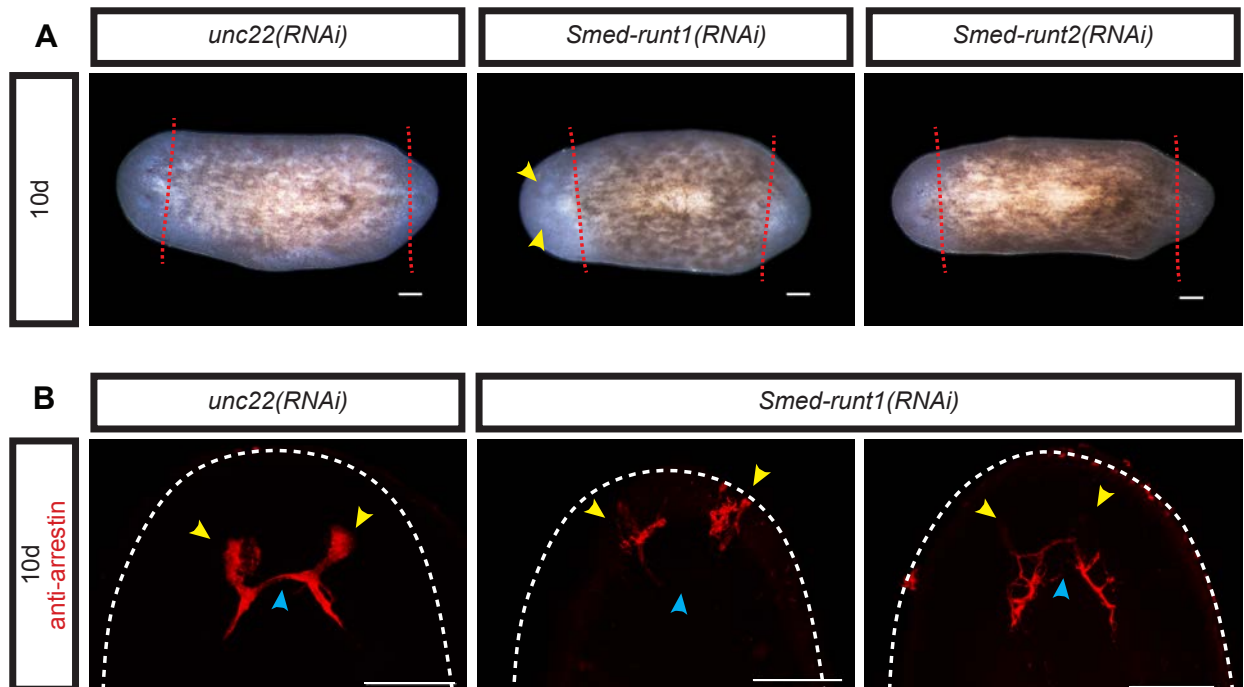 A
unc22(RNAi)
Smed-runt1(RNAi)
Smed-runt2(RNAi)
10d
B
unc22(RNAi)
Smed-runt1(RNAi)
10d
anti-arrestin